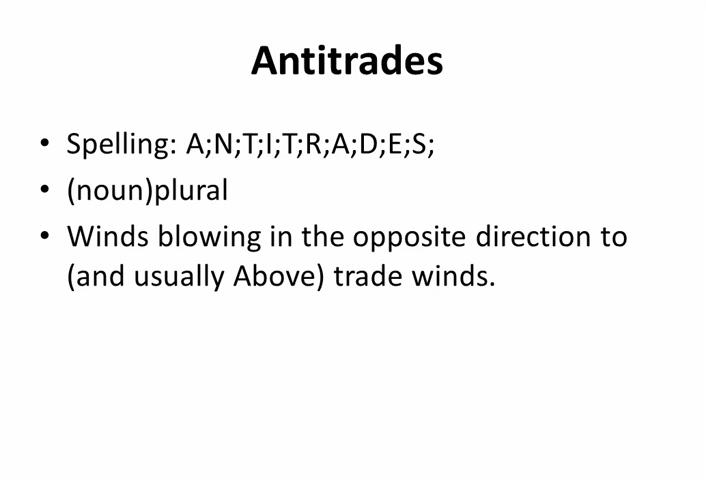 Antitrades
• Spelling: A;N;T;I;T;R;A;D;E;S;
• (noun)plural
• Winds blowing in the opposite direction to
(and usually Above) trade winds.